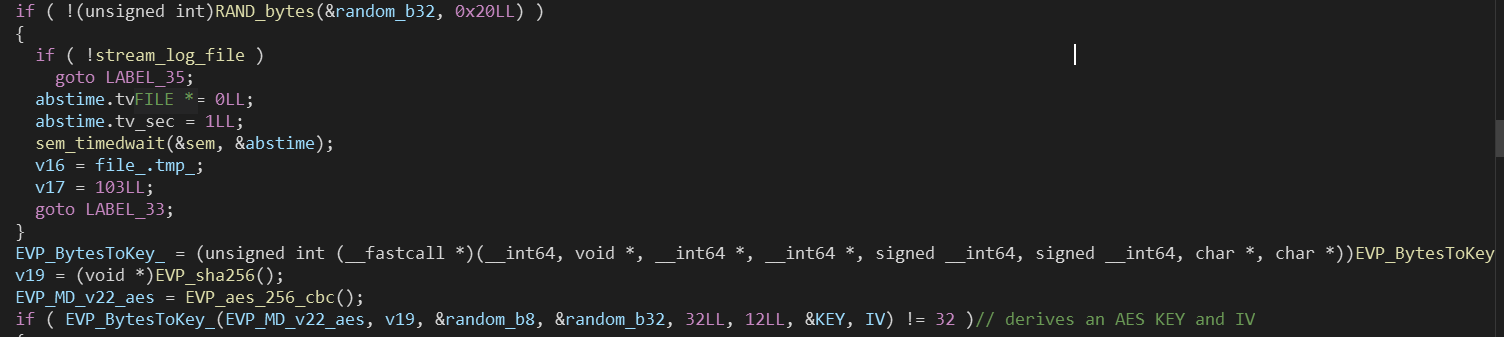 if ( !(unsigned int)RAND_bytes(&random_b32, 0x20LL) )
{
if ( !stream_log_file )
goto LABEL_35;
abstime.tvFILE *= 0LL;
abstime.tv_sec = 1LL;
sem_timedwait(&sem, &abstime);
v16 = file_.tmp_;
v17 = 103LL;
goto LABEL_33;
}
EVP_BytesToKey_ = (unsigned int (__fastcall *)(__int64, void *, __int64 *, __int64 *, signed __int64, signed __int64, char *, char *))EVP_BytesToKey
v19 = (void *)EVP_sha256();
EVP_MD_v22_aes = EVP_aes_256_cbc();
if ( EVP_BytesToKey_(EVP_MD_v22_aes, v19, &random_b8, &random_b32, 32LL, 12LL, &KEY, IV) != 32 )// derives an AES KEY and IV